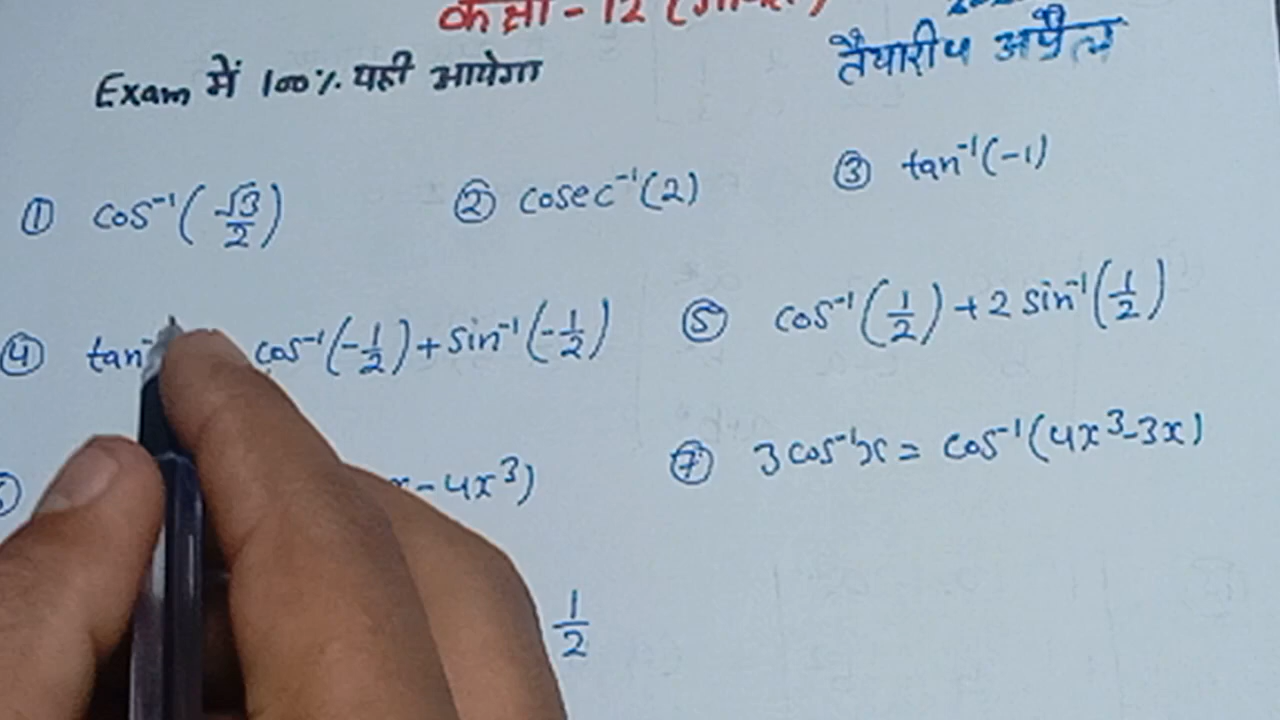 कक्षा - 12
Exam में 100% यही आयेगा
तैयारीप अप्रैल
① cos⁻¹(√3/2) ② cosec⁻¹(2) ③ tan⁻¹(-1)
④ tan⁻ cos⁻¹(-1/2) + sin⁻¹(-1/2) ⑤ cos⁻¹(1/2) + 2 sin⁻¹(1/2)
- 4x³) ⑦ 3 cos⁻¹x = cos⁻¹(4x³-3x)
1/2